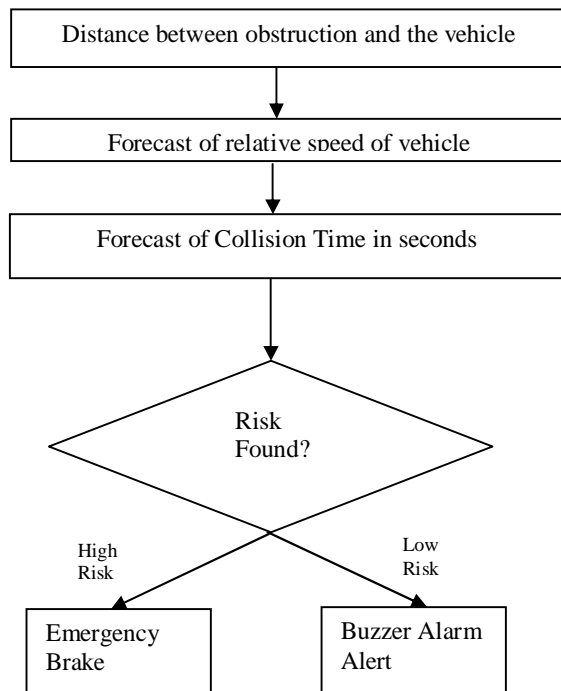 Distance between obstruction and the vehicle
Forecast of relative speed of vehicle
Forecast of Collision Time in seconds
Risk
Found?
High
Risk
Low
Risk
Emergency
Brake
Buzzer Alarm
Alert